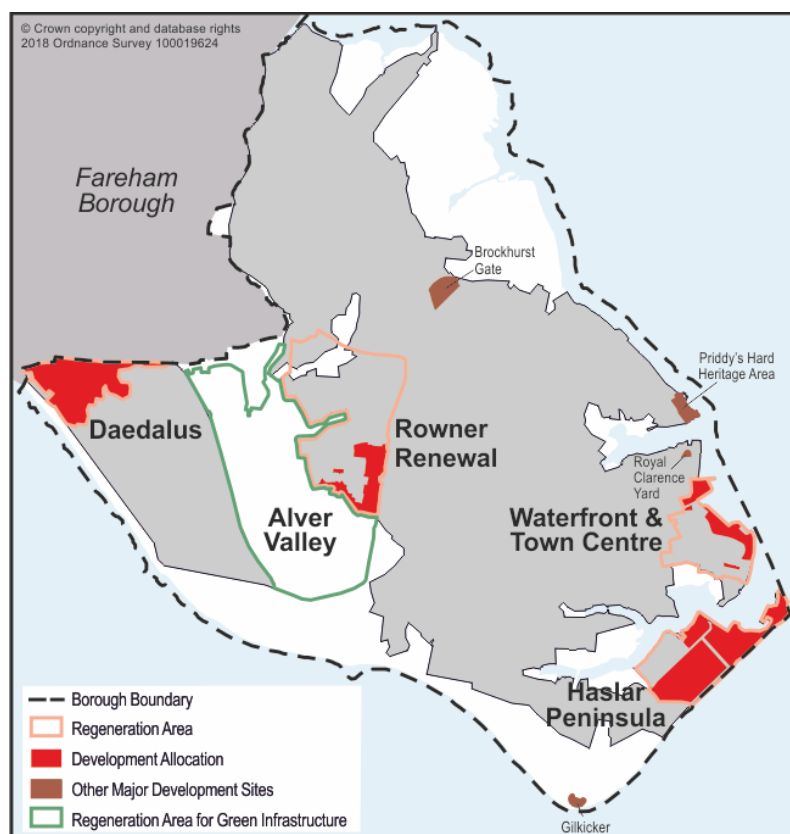 © Crown copyright and database rights
2018 Ordnance Survey 100019624
Fareham
Borough
Brockhurst
Gate
Priddy's Hard
Heritage Area
Daedalus
Rowner
Renewal
Royal
Clarence
Yard
Alver
Valley
Waterfront &
Town Centre
Haslar
Peninsula
Borough Boundary
Regeneration Area
Development Allocation
Other Major Development Sites
Regeneration Area for Green Infrastructure
Gilkicker